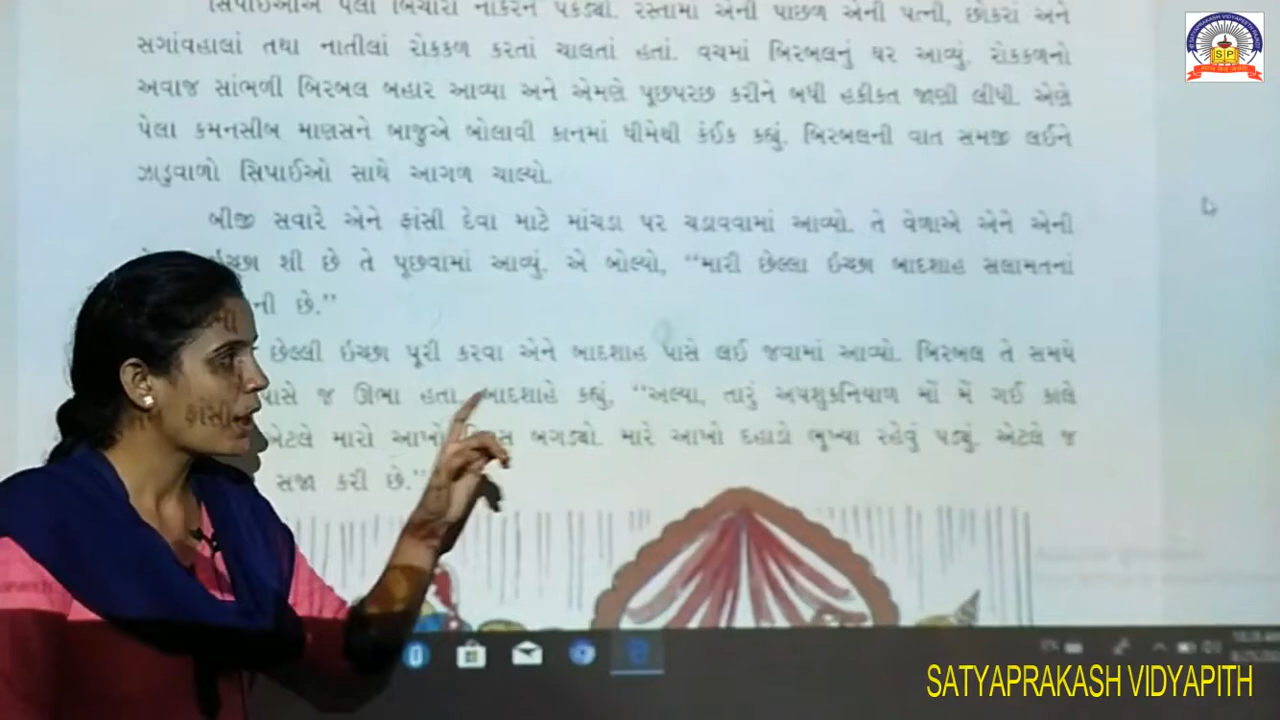 સિપાઈઓએ પેલા બિચારા નોકરને પકડ્યો. રસ્તામાં એની પાછળ એની પત્ની, છોકરાં અને
સગાંવહાલાં તથા નાતીલાં રોકકળ કરતાં ચાલતાં હતાં. વચમાં બિરબલનું ઘર આવ્યું. રોકકળનો
અવાજ સાંભળી બિરબલ બહાર આવ્યા અને એમણે પૂછપરછ કરીને બધી હકીકત જાણી લીધી. એણે
પેલા કમનસીબ માણસને બાજુએ બોલાવી કાનમાં ધીમેથી કંઈક કહ્યું. બિરબલની વાત સમજી લઈને
ઝાડુવાળો સિપાઈઓ સાથે આગળ ચાલ્યો.
બીજી સવારે એને ફાંસી દેવા માટે માંચડા પર ચડાવવામાં આવ્યો. તે વેળાએ એને એની
ઇચ્છા શી છે તે પૂછવામાં આવ્યું. એ બોલ્યો, “મારી છેલ્લા ઇચ્છા બાદશાહ સલામતનાં
ની છે.”
છેલ્લી ઇચ્છા પૂરી કરવા એને બાદશાહ પાસે લઈ જવામાં આવ્યો. બિરબલ તે સમયે
પાસે જ ઊભા હતા. બાદશાહે કહ્યું, “અલ્યા, તારું અપશુકનિયાળ મોં મેં ગઈ કાલે
એટલે મારો આખો દિવસ બગડ્યો. મારે આખો દહાડો ભૂખ્યા રહેવું પડ્યું. એટલે જ
ફાંસી
સજા કરી છે.”
SP
SATYAPRAKASH VIDYAPITH